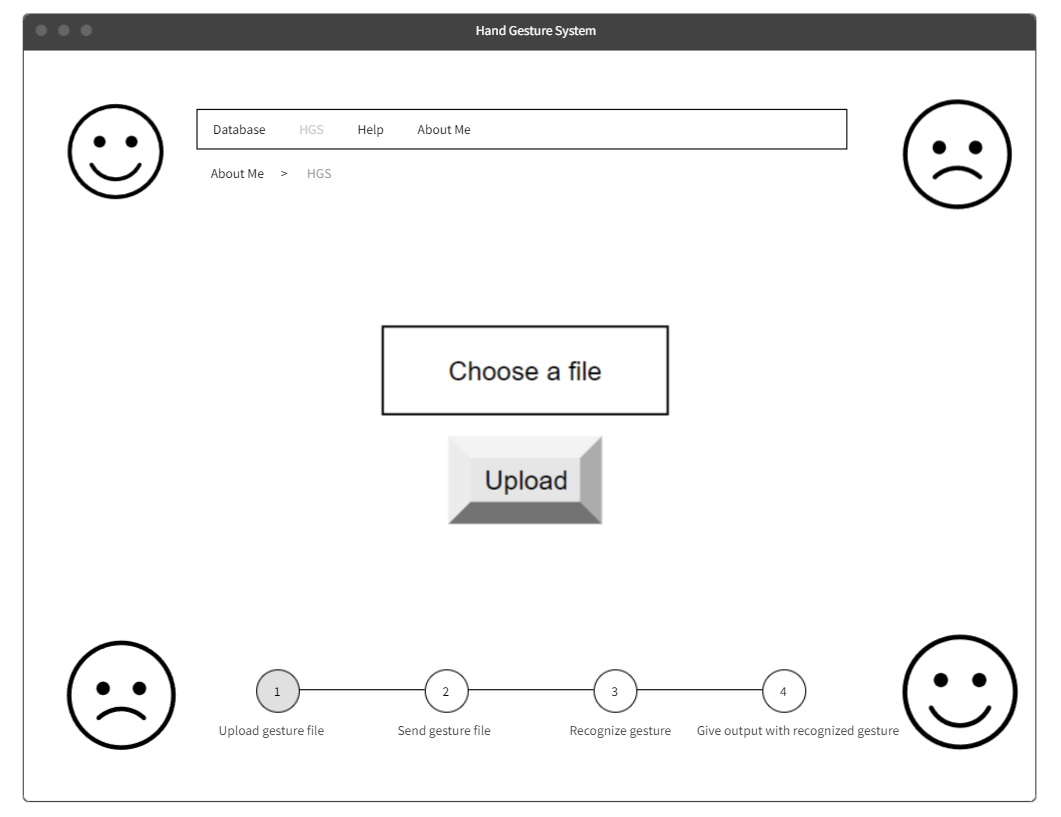 Hand Gesture System
Database HGS Help About Me
About Me > HGS
Choose a file
Upload
1 2 3 4
Upload gesture file Send gesture file Recognize gesture Give output with recognized gesture